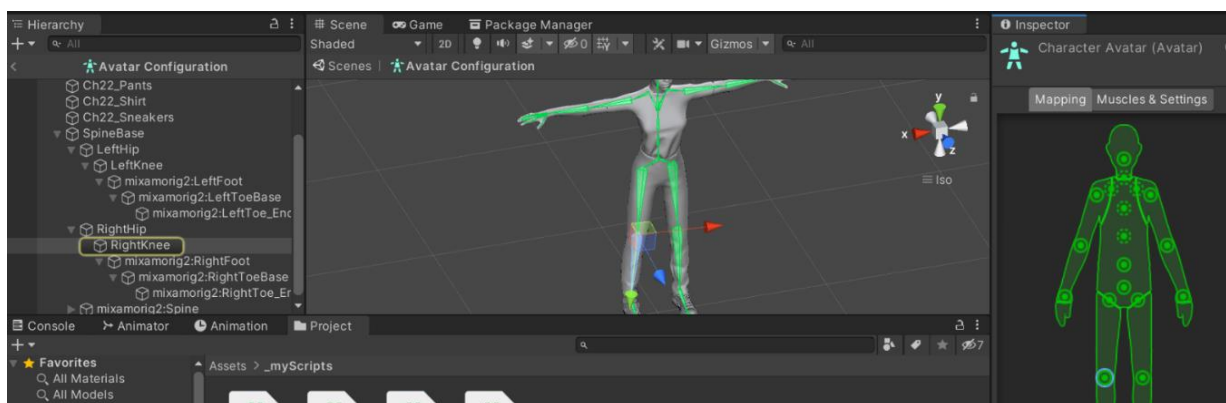 Hierarchy
All
Avatar Configuration
Ch22_Pants
Ch22_Shirt
Ch22_Sneakers
SpineBase
LeftHip
LeftKnee
mixamorig2:LeftFoot
mixamorig2:LeftToeBase
mixamorig2:LeftToe_End
RightHip
RightKnee
mixamorig2:RightFoot
mixamorig2:RightToeBase
mixamorig2:RightToe_Er
mixamorig2:Spine
Scene Game Package Manager
Shaded 2D 0 Gizmos All
Scenes | Avatar Configuration
y
x
z
Iso
Inspector
Character Avatar (Avatar)
Mapping Muscles & Settings
Console Animator Animation Project
7
Favorites
All Materials
All Models
Assets > _myScripts